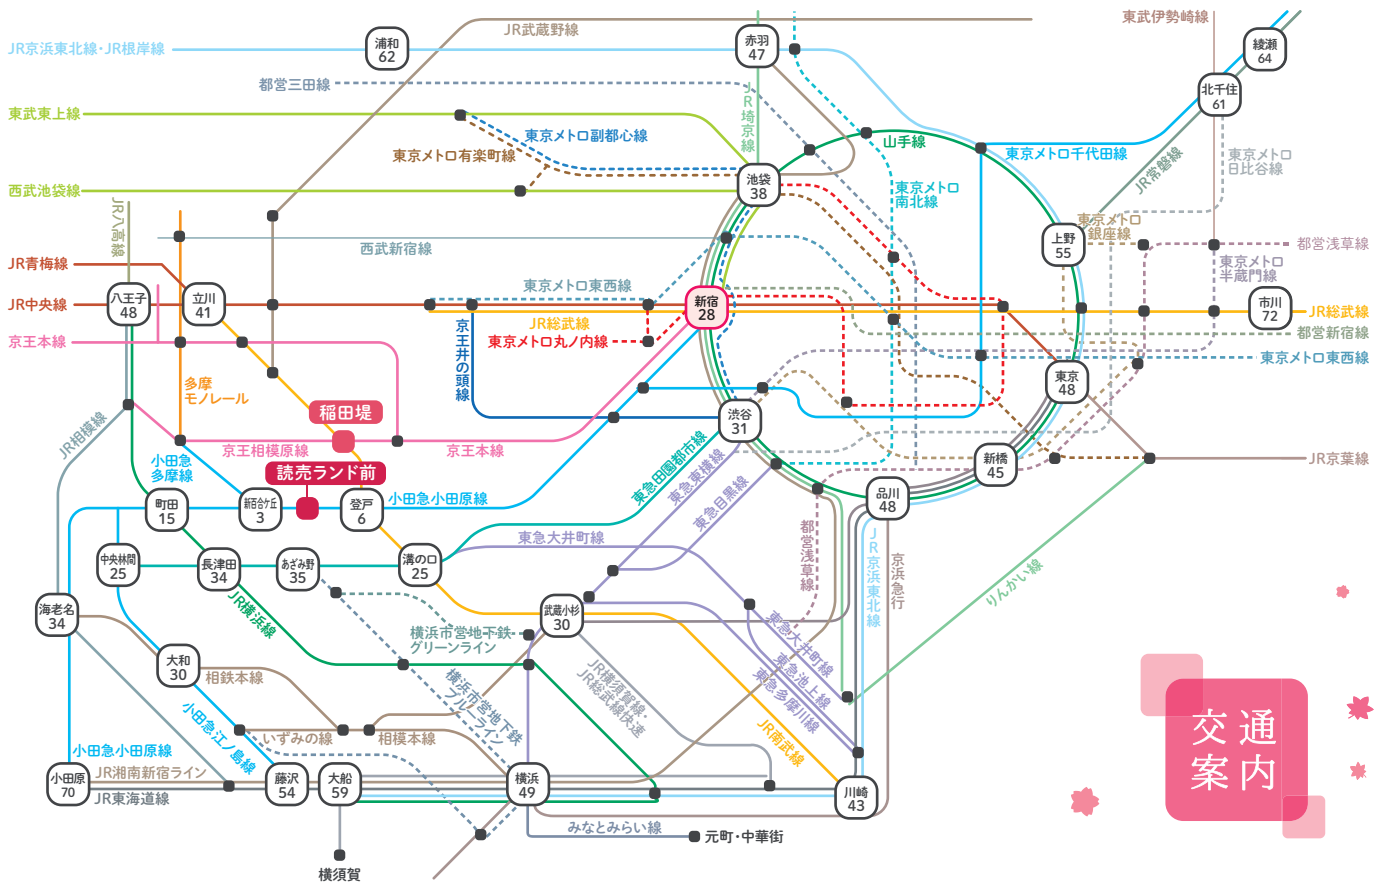 JR武蔵野線
東武伊勢崎線
JR京浜東北線・JR根岸線
浦和
62
赤羽
47
綾瀬
64
都営三田線
北千住
61
東武東上線
JR埼京線
東京メトロ副都心線
山手線
東京メトロ有楽町線
東京メトロ千代田線
JR常磐線
東京メトロ
日比谷線
西武池袋線
池袋
38
東京メトロ
南北線
JR八高線
東京メトロ
銀座線
上野
55
西武新宿線
都営浅草線
JR青梅線
東京メトロ
半蔵門線
東京メトロ東西線
JR中央線
八王子
48
立川
41
新宿
28
市川
72
JR総武線
JR総武線
都営新宿線
京王本線
京王井の頭線
東京メトロ丸ノ内線
東京メトロ東西線
多摩
モノレール
東京
48
稲田堤
渋谷
31
JR相模線
京王相模原線
京王本線
JR京葉線
小田急
多摩線
読売ランド前
東急田園都市線
東急東横線
東急目黒線
新橋
45
町田
15
新百合ケ丘
3
登戸
6
小田急小田原線
品川
48
東急大井町線
都営浅草線
JR京浜東北線
京浜急行
中央林間
25
長津田
34
あざみ野
35
溝の口
25
りんかい線
海老名
34
JR横浜線
武蔵小杉
30
横浜市営地下鉄
グリーンライン
東急大井町線
東急池上線
東急多摩川線
大和
30
相鉄本線
横浜市営地下鉄
ブルーライン
JR横須賀線・
JR総武線快速
小田急江ノ島線
いずみの線
相模本線
JR南武線
交通
案内
小田急小田原線
小田原
70
JR湘南新宿ライン
JR東海道線
藤沢
54
大船
59
横浜
49
川崎
43
みなとみらい線
元町・中華街
横須賀